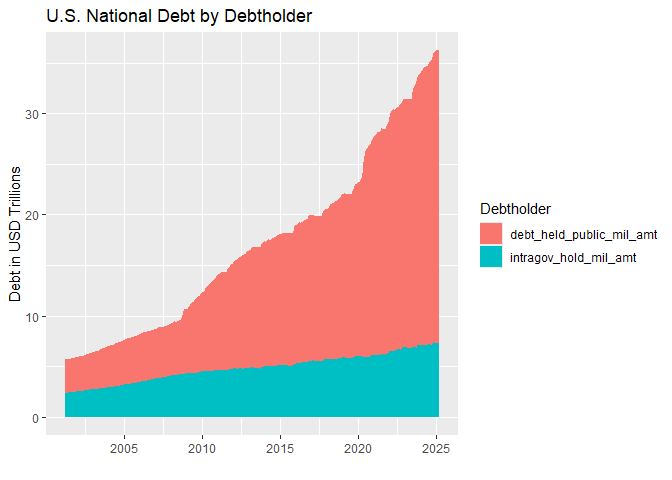 U.S. National Debt by Debtholder
Debt in USD Trillions
30
20
10
0
2005
2010
2015
2020
2025
Debtholder
debt_held_public_mil_amt
intragov_hold_mil_amt